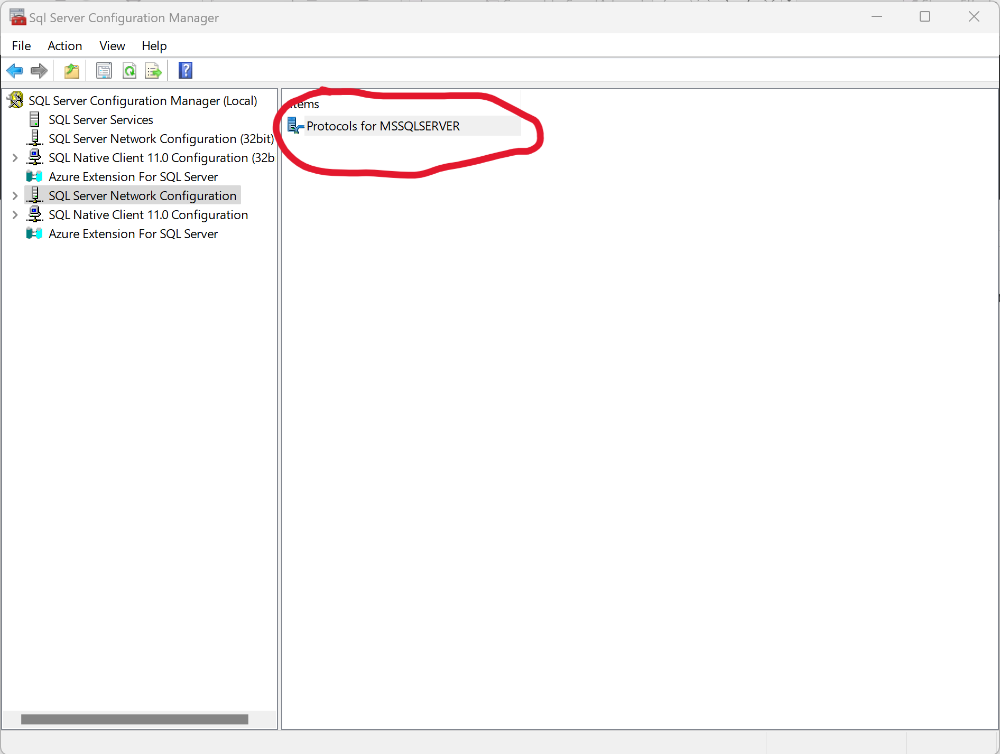 Sql Server Configuration Manager
File Action View Help
SQL Server Configuration Manager (Local)
SQL Server Services
SQL Server Network Configuration (32bit)
SQL Native Client 11.0 Configuration (32b
Azure Extension For SQL Server
SQL Server Network Configuration
SQL Native Client 11.0 Configuration
Azure Extension For SQL Server
Items
Protocols for MSSQLSERVER